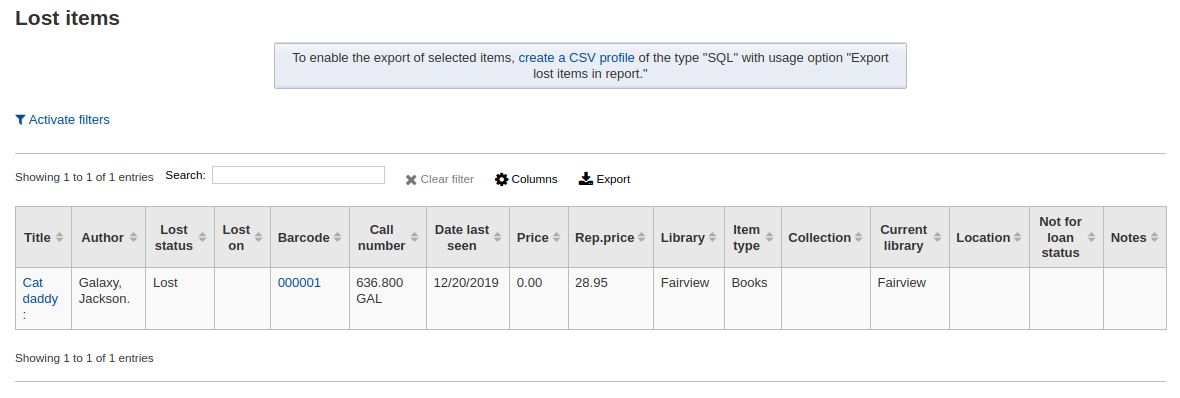 Lost items
To enable the export of selected items, create a CSV profile of the type "SQL" with usage option "Export
lost items in report."
Activate filters
Showing 1 to 1 of 1 entries Search: Clear filter Columns Export
Title Author Lost status Lost on Barcode Call number Date last seen Price Rep.price Library Item type Collection Current library Location Not for loan status Notes
Cat daddy : Galaxy, Jackson. Lost 000001 636.800 GAL 12/20/2019 0.00 28.95 Fairview Books Fairview
Showing 1 to 1 of 1 entries